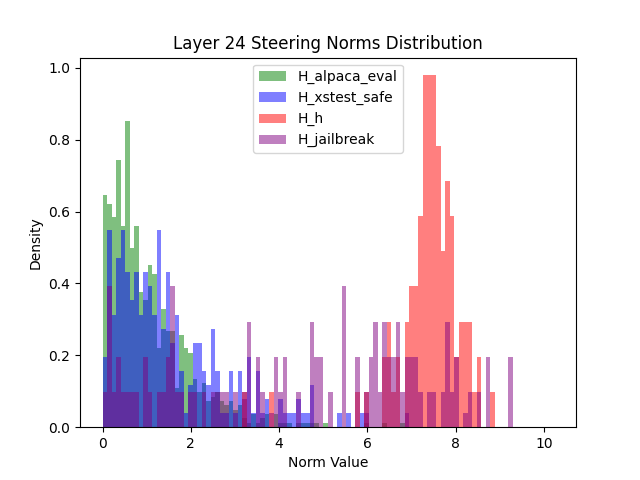 Layer 24 Steering Norms Distribution
H_alpaca_eval
H_xstest_safe
H_h
H_jailbreak
1.0
0.8
0.6
0.4
0.2
0.0
Density
0 2 4 6 8 10
Norm Value